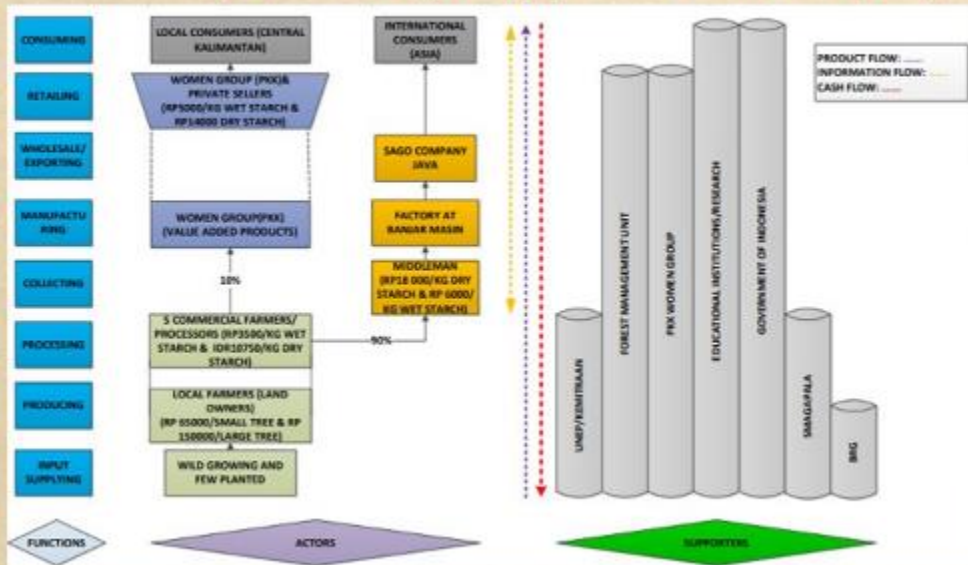 CONSUMING
LOCAL CONSUMERS (CENTRAL
KALIMANTAN)
INTERNATIONAL
CONSUMERS
(ASIA)
RETAILING
WOMEN GROUP (PKK)&
PRIVATE SELLERS
(RP5000/KG WET STARCH &
RP14000 DRY STARCH)
WHOLESALE/
EXPORTING
SAGO COMPANY
JAVA
MANUFACTU
RING
WOMEN GROUP(PKK)
(VALUE ADDED PRODUCTS)
FACTORY AT
BANJAR MASIN
COLLECTING
10%
MIDDLEMAN
(RP18 000/KG DRY
STARCH & RP 6000/
KG WET STARCH)
PROCESSING
5 COMMERCIAL FARMERS/
PROCESSORS (RP3500/KG WET
STARCH & IDR10750/KG DRY
STARCH)
90%
PRODUCING
LOCAL FARMERS (LAND
OWNERS)
(RP 65000/SMALL TREE & RP
150000/LARGE TREE)
INPUT
SUPPLYING
WILD GROWING AND
FEW PLANTED
PRODUCT FLOW: ......
INFORMATION FLOW: ......
CASH FLOW: ......
UNEP/KEMITRAAN
FOREST MANAGEMENT UNIT
PKK WOMEN GROUP
EDUCATIONAL INSTITUTIONS/RESEARCH
GOVERNMENT OF INDONESIA
SMAGAPALA
BRG
FUNCTIONS
ACTORS
SUPPORTERS